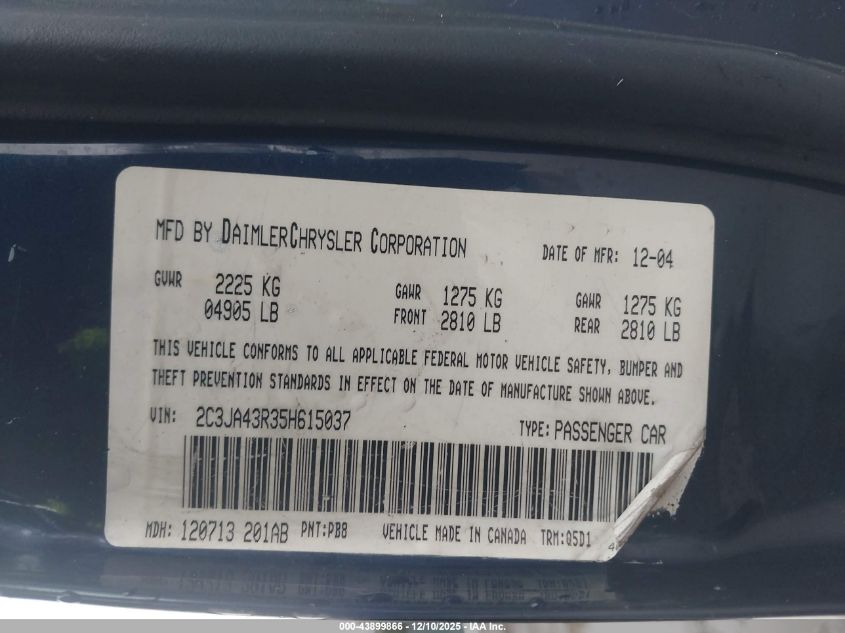 MFD BY DAIMLERCHRYSLER CORPORATION DATE OF MFR: 12-04
GVWR 2225 KG GAWR 1275 KG GAWR 1275 KG
04905 LB FRONT 2810 LB REAR 2810 LB
THIS VEHICLE CONFORMS TO ALL APPLICABLE FEDERAL MOTOR VEHICLE SAFETY, BUMPER AND
THEFT PREVENTION STANDARDS IN EFFECT ON THE DATE OF MANUFACTURE SHOWN ABOVE.
VIN: 2C3JA43R35H615037 TYPE: PASSENGER CAR
MDH: 120713 201AB PNT:PB8 VEHICLE MADE IN CANADA TRM:Q5D1
000-43899866 - 12/10/2025 - IAA Inc.